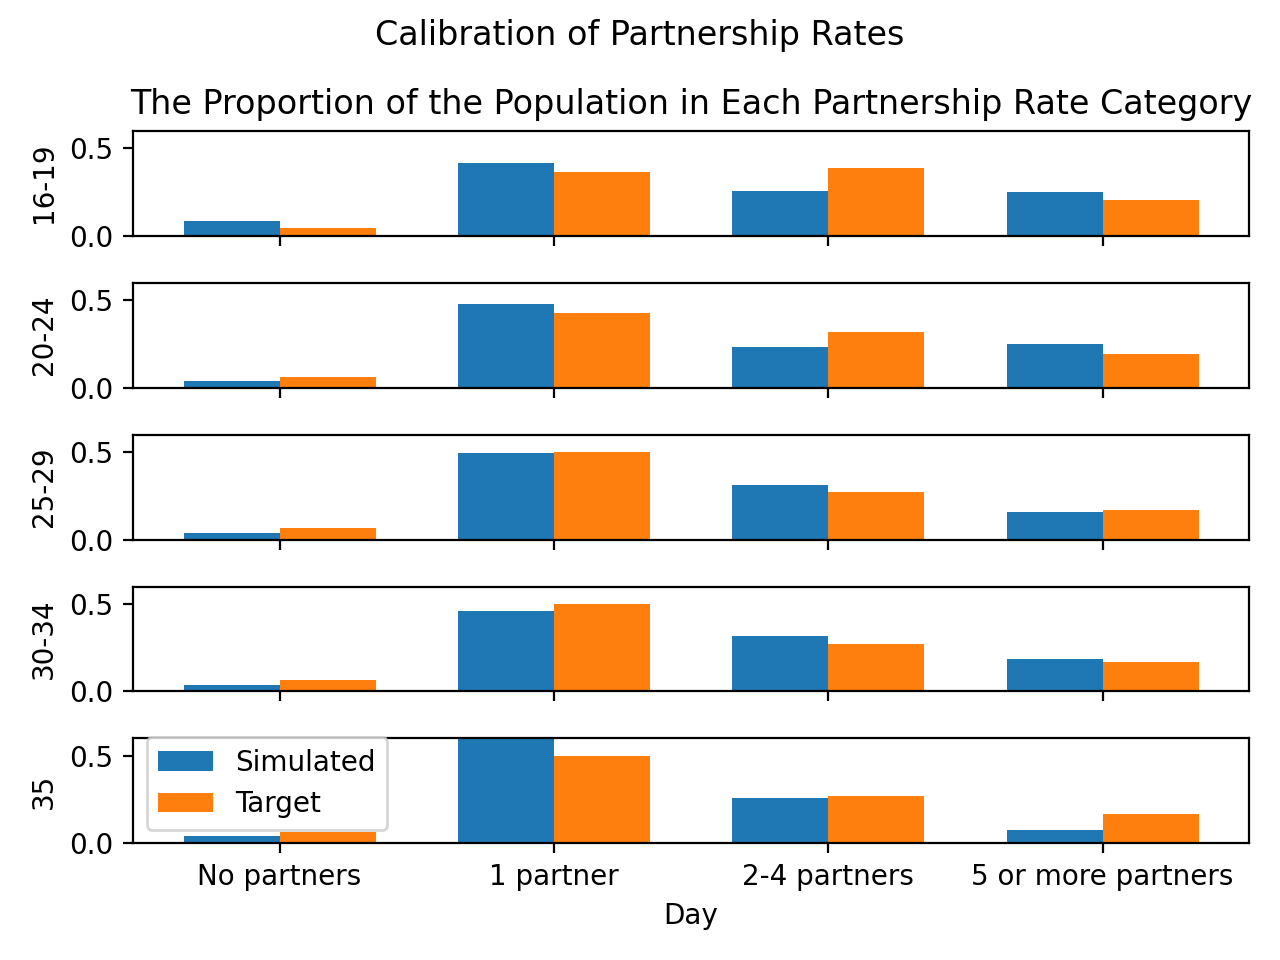 Calibration of Partnership Rates
The Proportion of the Population in Each Partnership Rate Category
16-19
0.5
0.0
20-24
0.5
0.0
25-29
0.5
0.0
30-34
0.5
0.0
35
0.5
0.0
Simulated
Target
No partners
1 partner
2-4 partners
5 or more partners
Day